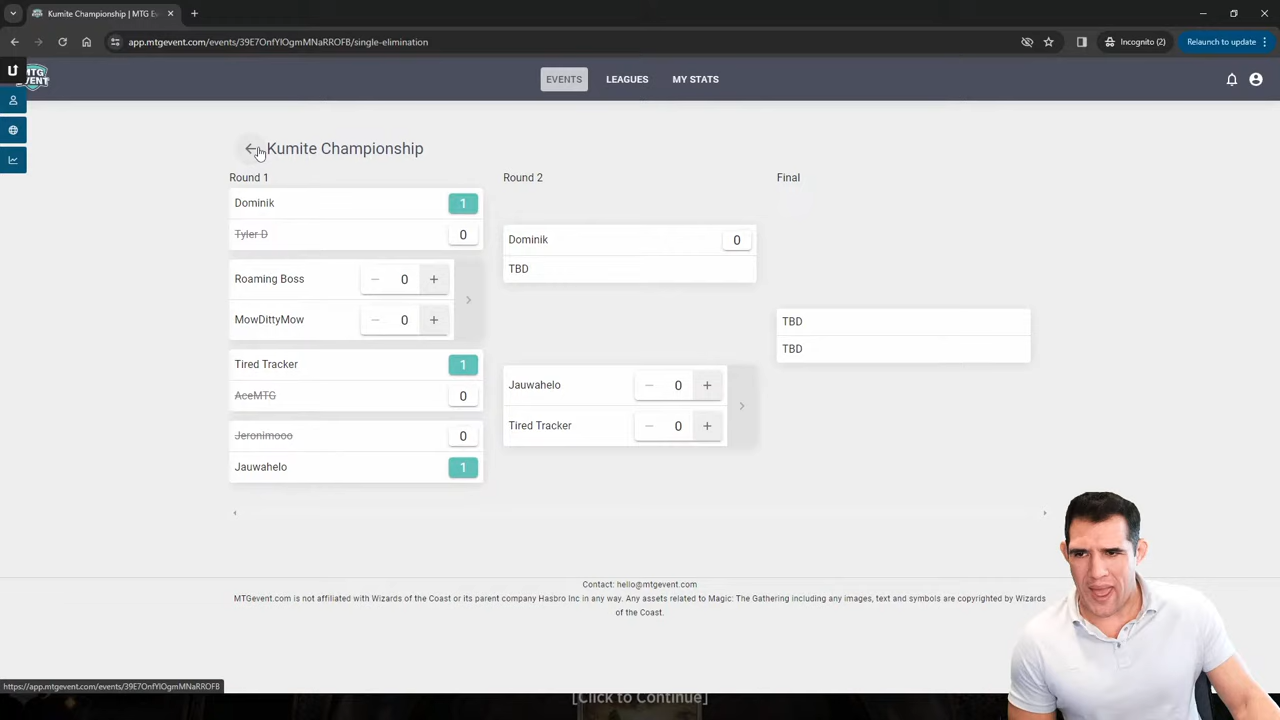 Kumite Championship | MTG E
app.mtgevent.com/events/39E7OnfYlOgmMNaRROFB/single-elimination
Incognito (2)
Relaunch to update
MTG
EVENT
EVENTS
LEAGUES
MY STATS
Kumite Championship
Round 1
Round 2
Final
Dominik 1
Tyler D 0
Roaming Boss − 0 +
MowDittyMow − 0 +
Tired Tracker 1
AceMTG 0
Jeronimooo 0
Jauwahelo 1
Dominik 0
TBD
Jauwahelo − 0 +
Tired Tracker − 0 +
TBD
TBD
Contact: hello@mtgevent.com
MTGevent.com is not affiliated with Wizards of the Coast or its parent company Hasbro Inc in any way. Any assets related to Magic: The Gathering including any images, text and symbols are copyrighted by Wizards
of the Coast.
https://app.mtgevent.com/events/39E7OnfYlOgmMNaRROFB
[Click to Continue]